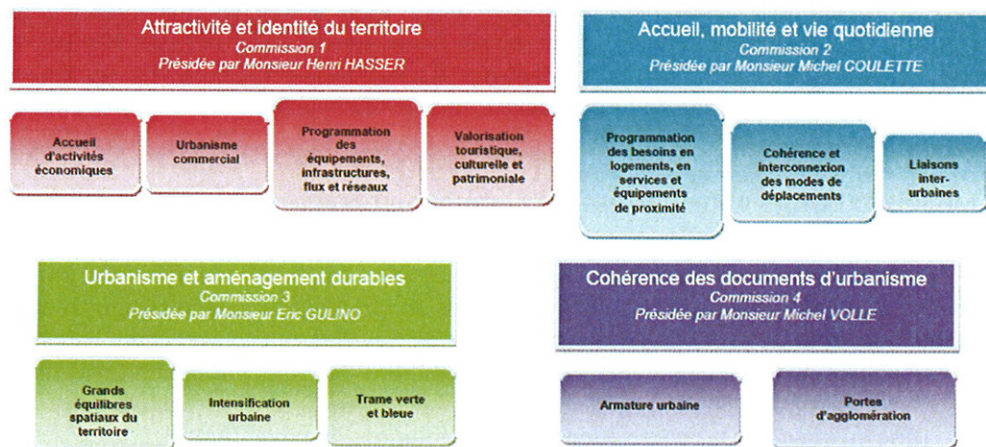 Attractivité et identité du territoire
Commission 1
Présidée par Monsieur Henri HASSER
Accueil
d'activités
économiques
Urbanisme
commercial
Programmation
des
équipements,
infrastructures,
flux et réseaux
Valorisation
touristique,
culturelle et
patrimoniale
Accueil, mobilité et vie quotidienne
Commission 2
Présidée par Monsieur Michel COULETTE
Programmation
des besoins en
logements, en
services et
équipements
de proximité
Cohérence et
interconnexion
des modes de
déplacements
Liaisons
inter-
urbaines
Urbanisme et aménagement durables
Commission 3
Présidée par Monsieur Eric GULINO
Grands
équilibres
spatiaux du
territoire
Intensification
urbaine
Trame verte
et bleue
Cohérence des documents d'urbanisme
Commission 4
Présidée par Monsieur Michel VOLLE
Armature urbaine
Portes
d'agglomération